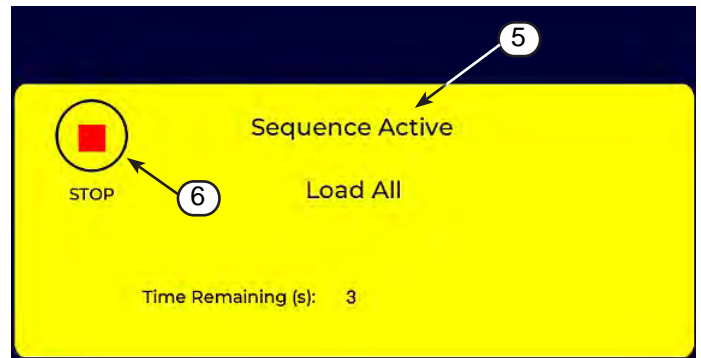 5
Sequence Active
STOP
6
Load All
Time Remaining (s): 3